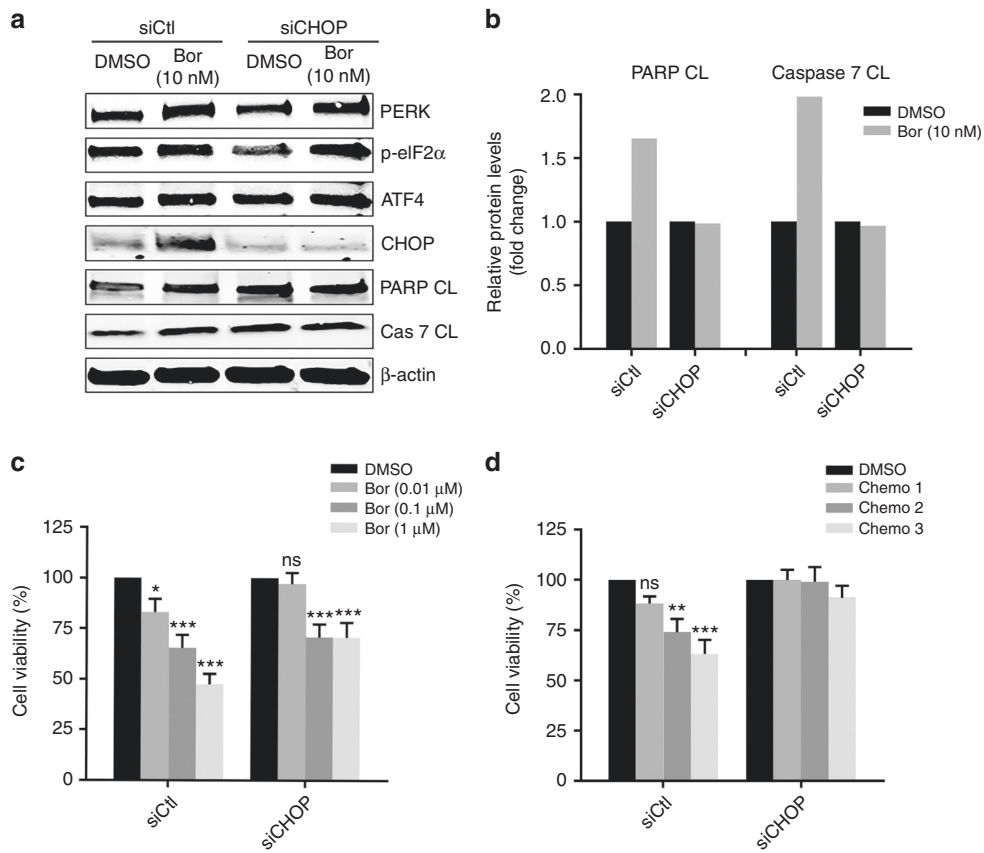 a
siCtl siCHOP
DMSO Bor (10 nM) DMSO Bor (10 nM)
PERK
p-eIF2α
ATF4
CHOP
PARP CL
Cas 7 CL
β-actin
b
PARP CL Caspase 7 CL
DMSO
Bor (10 nM)
Relative protein levels
(fold change)
2.0
1.5
1.0
0.5
0.0
siCtl siCHOP siCtl siCHOP
c
DMSO
Bor (0.01 μM)
Bor (0.1 μM)
Bor (1 μM)
Cell viability (%)
125
100
75
50
25
0
* *** *** ns *** ***
siCtl siCHOP
d
DMSO
Chemo 1
Chemo 2
Chemo 3
Cell viability (%)
125
100
75
50
25
0
ns ** ***
siCtl siCHOP